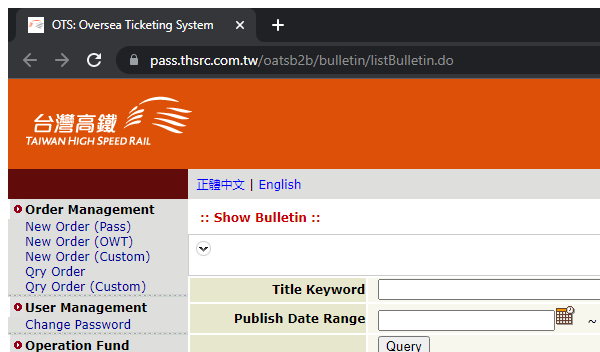 OTS: Oversea Ticketing System
pass.thsrc.com.tw/oatsb2b/bulletin/listBulletin.do
台灣高鐵
TAIWAN HIGH SPEED RAIL
正體中文 | English
Order Management
New Order (Pass)
New Order (OWT)
New Order (Custom)
Qry Order
Qry Order (Custom)
User Management
Change Password
Operation Fund
:: Show Bulletin ::
Title Keyword
Publish Date Range ~
Query